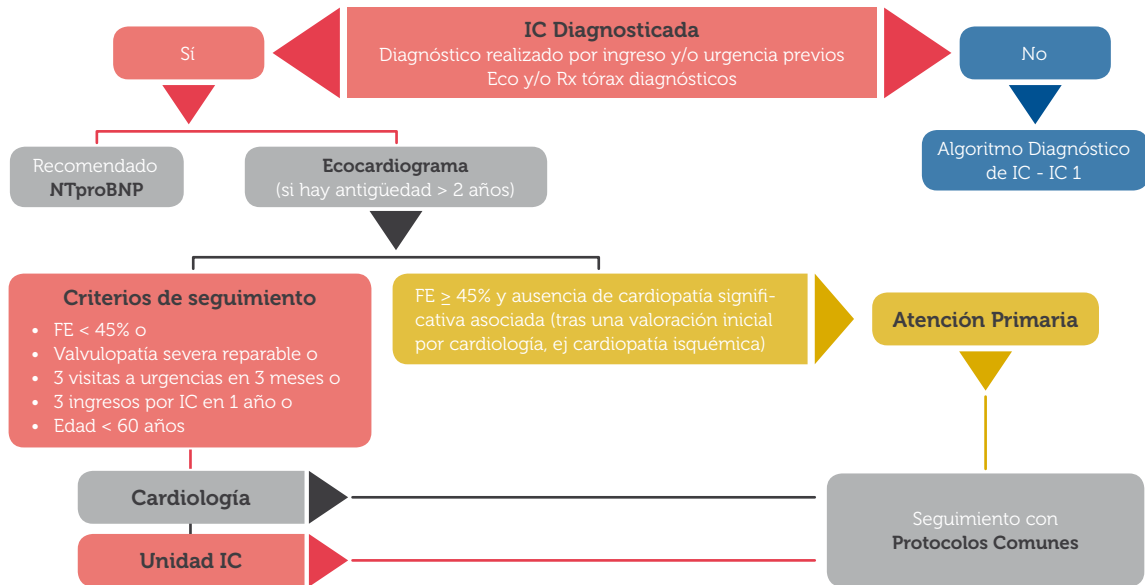 IC Diagnosticada
Diagnóstico realizado por ingreso y/o urgencia previos
Eco y/o Rx tórax diagnósticos
Sí
No
Recomendado
NTproBNP
Ecocardiograma
(si hay antigüedad > 2 años)
Algoritmo Diagnóstico
de IC - IC 1
Criterios de seguimiento
• FE < 45% o
• Valvulopatía severa reparable o
• 3 visitas a urgencias en 3 meses o
• 3 ingresos por IC en 1 año o
• Edad < 60 años
FE ≥ 45% y ausencia de cardiopatía signifi-
cativa asociada (tras una valoración inicial
por cardiología, ej cardiopatía isquémica)
Atención Primaria
Cardiología
Unidad IC
Seguimiento con
Protocolos Comunes